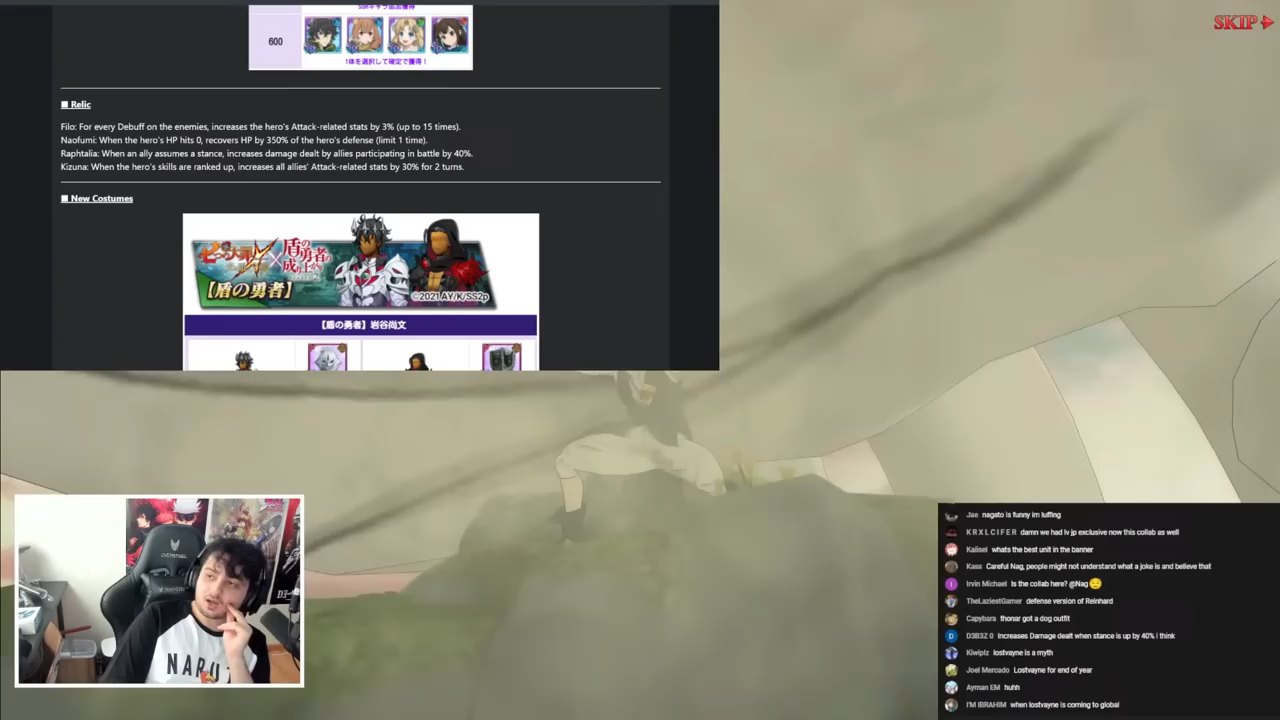 SSRキャラ追加獲得
600
1体を選択して確定で獲得！
■ Relic
Filo: For every Debuff on the enemies, increases the hero's Attack-related stats by 3% (up to 15 times).
Naofumi: When the hero's HP hits 0, recovers HP by 350% of the hero's defense (limit 1 time).
Raphtalia: When an ally assumes a stance, increases damage dealt by allies participating in battle by 40%.
Kizuna: When the hero's skills are ranked up, increases all allies' Attack-related stats by 30% for 2 turns.
■ New Costumes
七つの大罪
盾の勇者の成り上がり
【盾の勇者】
©2021 AY/K/SS2p
【盾の勇者】岩谷尚文
SKIP
Jae nagato is funny im luffing
K R X L C I F E R damn we had lv jp exclusive now this collab as well
Kaiisel whats the best unit in the banner
Kass Careful Nag, people might not understand what a joke is and believe that
Irvin Michael Is the collab here? @Nag
TheLaziestGamer defense version of Reinhard
Capybara thonar got a dog outfit
D
D3B3Z 0 Increases Damage dealt when stance is up by 40% i think
Kiwiplz lostvayne is a myth
Joel Mercado Lostvayne for end of year
Ayman EM huhh
I'M IBRAHIM when lostvayne is coming to global
NARUT